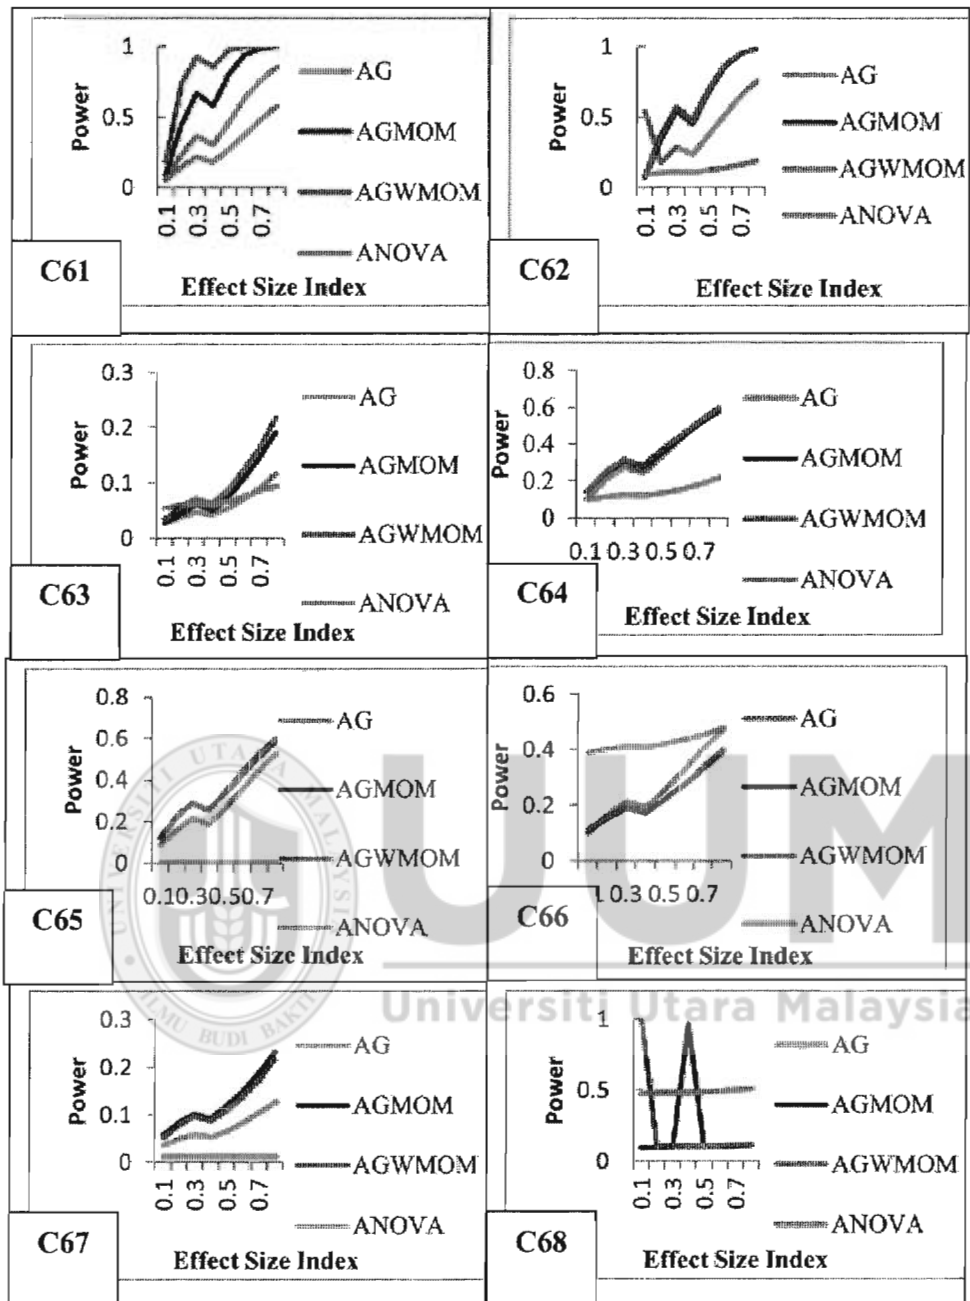 1
0.5
0
Power
0.1
0.3
0.5
0.7
AG
AGMOM
AGWMOM
ANOVA
Effect Size Index
C61
1
0.5
0
Power
0.1
0.3
0.5
0.7
AG
AGMOM
AGWMOM
ANOVA
Effect Size Index
C62
0.3
0.2
0.1
0
Power
0.1
0.3
0.5
0.7
AG
AGMOM
AGWMOM
ANOVA
Effect Size Index
C63
0.8
0.6
0.4
0.2
0
Power
0.1 0.3 0.5 0.7
AG
AGMOM
AGWMOM
ANOVA
Effect Size Index
C64
0.8
0.6
0.4
0.2
0
Power
0.10.30.50.7
AG
AGMOM
AGWMOM
ANOVA
Effect Size Index
C65
0.6
0.4
0.2
0
Power
1 0.3 0.5 0.7
AG
AGMOM
AGWMOM
ANOVA
Effect Size Index
C66
UNIVERSITI UTARA MALAYSIA
ILMU BUDI BAKTI
UUM
Universiti Utara Malaysia
0.3
0.2
0.1
0
Power
0.1
0.3
0.5
0.7
AG
AGMOM
AGWMOM
ANOVA
Effect Size Index
C67
1
0.5
0
Power
0.1
0.3
0.5
0.7
AG
AGMOM
AGWMOM
ANOVA
Effect Size Index
C68